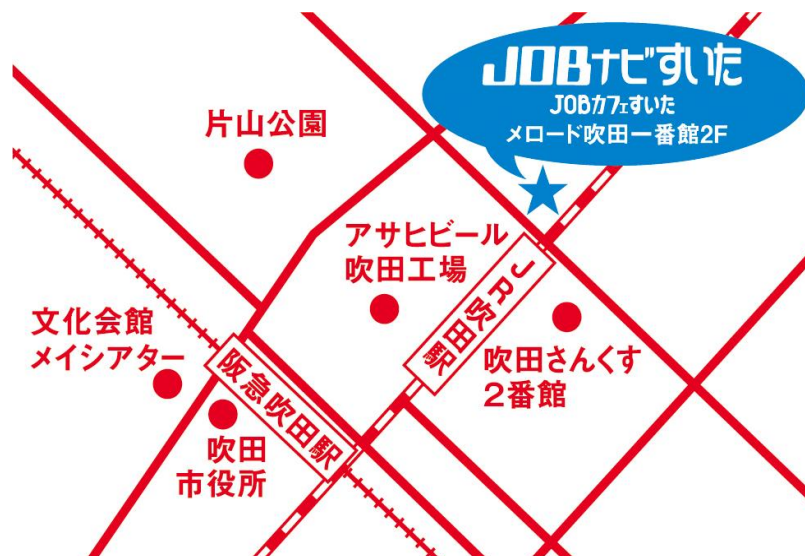 JOBナビすいた
JOBカフェすいた
メロード吹田一番館2F
片山公園
アサヒビール
吹田工場
JR吹田駅
文化会館
メイシアター
阪急吹田駅
吹田さんくす
2番館
吹田
市役所